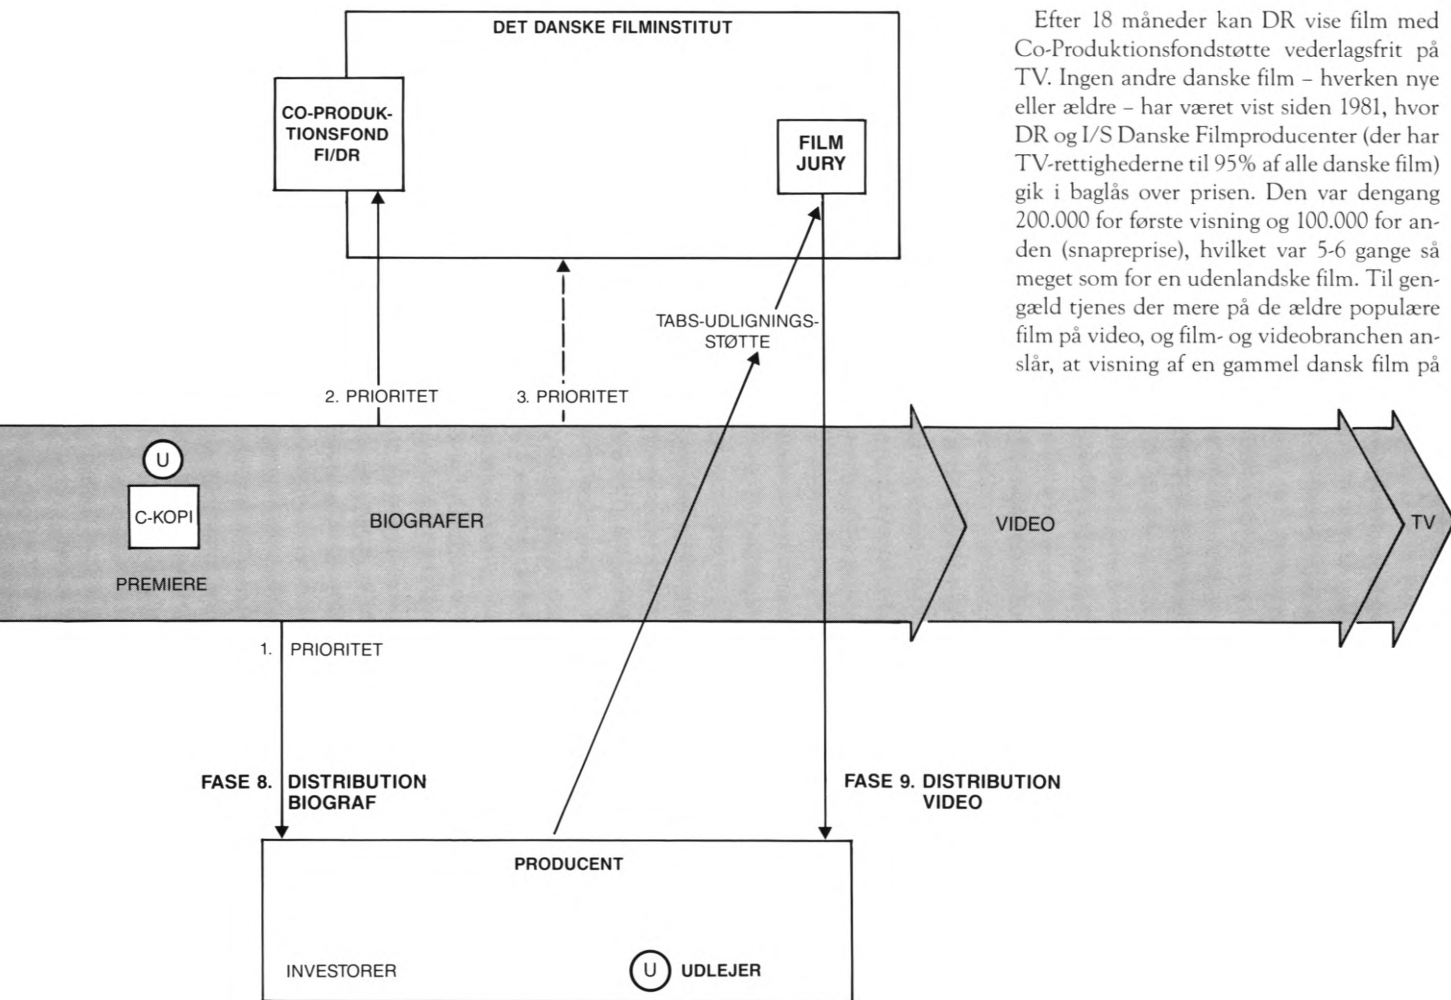 DET DANSKE FILMINSTITUT
CO-PRODUK-
TIONSFOND
FI/DR
FILM
JURY
TABS-UDLIGNINGS-
STØTTE
2. PRIORITET
3. PRIORITET
U
C-KOPI
PREMIERE
BIOGRAFER
VIDEO
TV
1. PRIORITET
FASE 8. DISTRIBUTION
BIOGRAF
FASE 9. DISTRIBUTION
VIDEO
PRODUCENT
INVESTORER
U UDLEJER
Efter 18 måneder kan DR vise film med
Co-Produktionsfondstøtte vederlagsfrit på
TV. Ingen andre danske film – hverken nye
eller ældre – har været vist siden 1981, hvor
DR og I/S Danske Filmproducenter (der har
TV-rettighederne til 95% af alle danske film)
gik i baglås over prisen. Den var dengang
200.000 for første visning og 100.000 for an-
den (snapreprise), hvilket var 5-6 gange så
meget som for en udenlandske film. Til gen-
gæld tjenes der mere på de ældre populære
film på video, og film- og videobranchen an-
slår, at visning af en gammel dansk film på